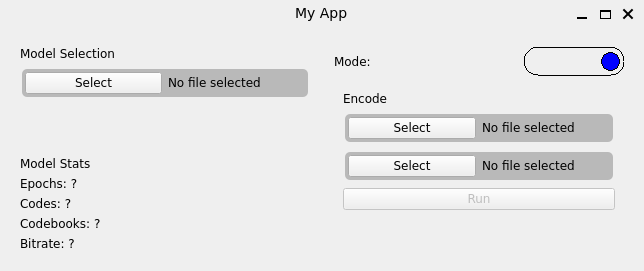 My App
Model Selection
Select No file selected
Model Stats
Epochs: ?
Codes: ?
Codebooks: ?
Bitrate: ?
Mode:
Encode
Select No file selected
Select No file selected
Run